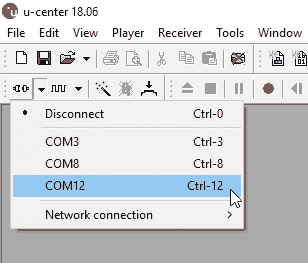 u-center 18.06
File Edit View Player Receiver Tools Window
Disconnect Ctrl-0
COM3 Ctrl-3
COM8 Ctrl-8
COM12 Ctrl-12
Network connection >